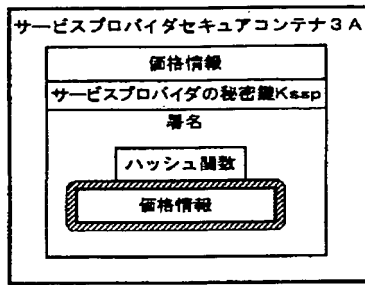 サービスプロバイダセキュアコンテナ３Ａ
価格情報
サービスプロバイダの秘密鍵Kssp
署名
ハッシュ関数
価格情報